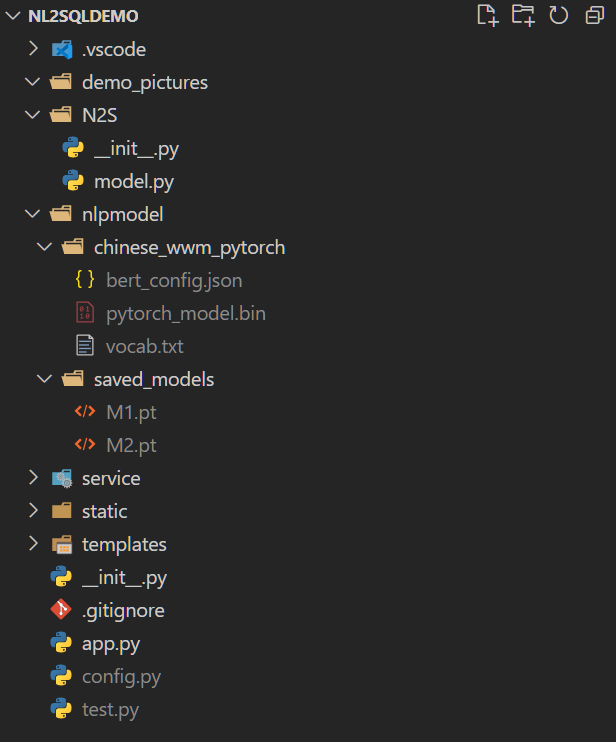 NL2SQLDEMO
.vscode
demo_pictures
N2S
__init__.py
model.py
nlpmodel
chinese_wwm_pytorch
bert_config.json
pytorch_model.bin
vocab.txt
saved_models
M1.pt
M2.pt
service
static
templates
__init__.py
.gitignore
app.py
config.py
test.py